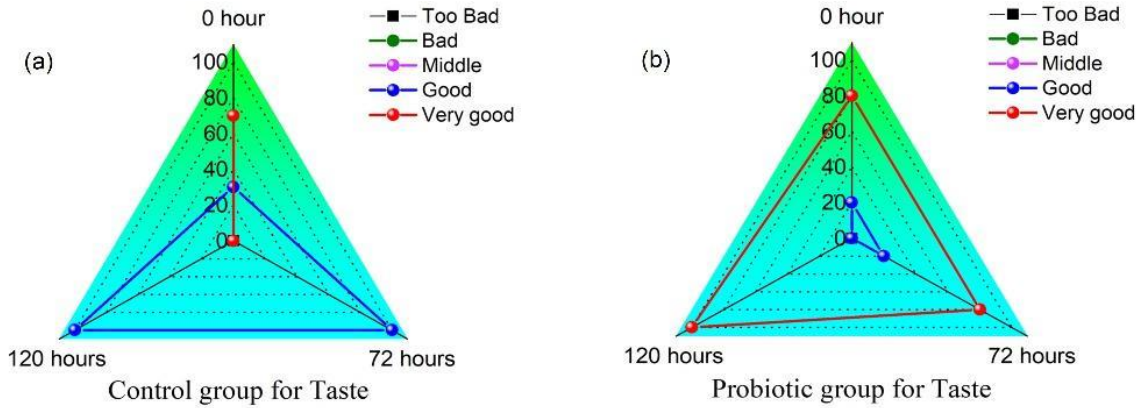 0 hour
Too Bad
Bad
Middle
Good
Very good
(a)
100
80
60
40
20
0
120 hours
72 hours
Control group for Taste
0 hour
Too Bad
Bad
Middle
Good
Very good
(b)
100
80
60
40
20
0
120 hours
72 hours
Probiotic group for Taste